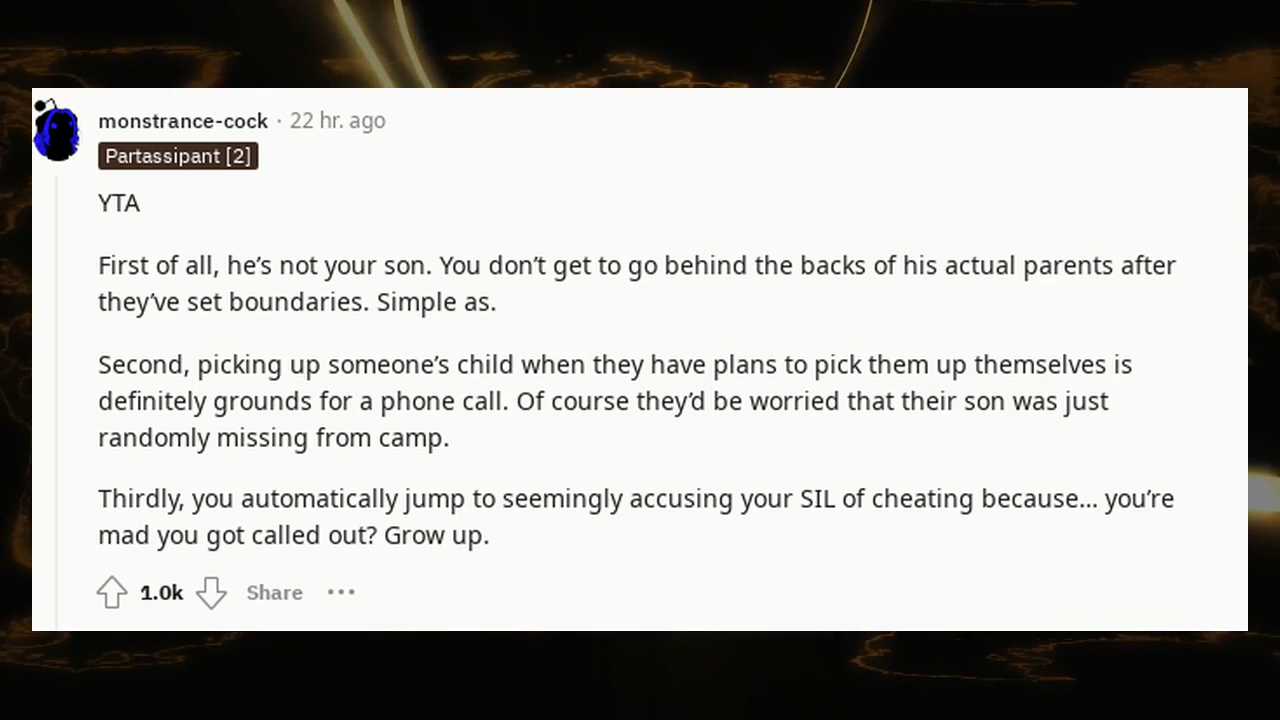 monstrance-cock · 22 hr. ago
Partassipant [2]
YTA
First of all, he’s not your son. You don’t get to go behind the backs of his actual parents after
they’ve set boundaries. Simple as.
Second, picking up someone’s child when they have plans to pick them up themselves is
definitely grounds for a phone call. Of course they’d be worried that their son was just
randomly missing from camp.
Thirdly, you automatically jump to seemingly accusing your SIL of cheating because... you’re
mad you got called out? Grow up.
1.0k Share